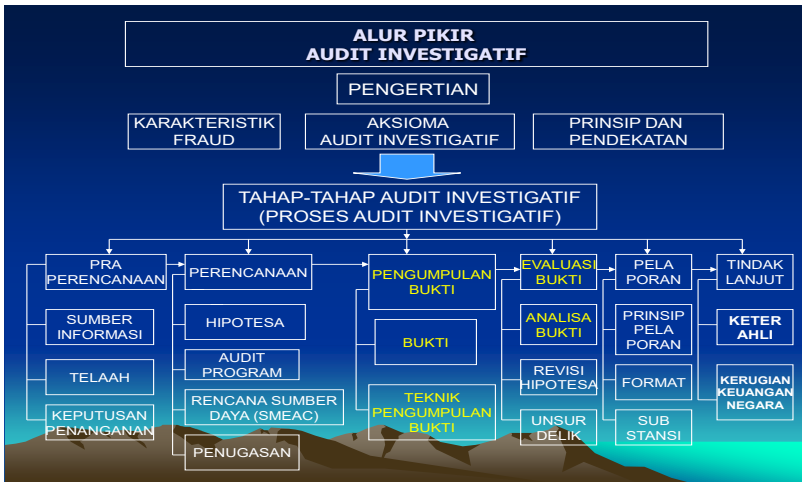 ALUR PIKIR
AUDIT INVESTIGATIF
PENGERTIAN
KARAKTERISTIK
FRAUD
AKSIOMA
AUDIT INVESTIGATIF
PRINSIP DAN
PENDEKATAN
TAHAP-TAHAP AUDIT INVESTIGATIF
(PROSES AUDIT INVESTIGATIF)
PRA
PERENCANAAN
SUMBER
INFORMASI
TELAAH
KEPUTUSAN
PENANGANAN
PERENCANAAN
HIPOTESA
AUDIT
PROGRAM
RENCANA SUMBER
DAYA (SMEAC)
PENUGASAN
PENGUMPULAN
BUKTI
BUKTI
TEKNIK
PENGUMPULAN
BUKTI
EVALUASI
BUKTI
ANALISA
BUKTI
REVISI
HIPOTESA
UNSUR
DELIK
PELA
PORAN
PRINSIP
PELA
PORAN
FORMAT
SUB
STANSI
TINDAK
LANJUT
KETER
AHLI
KERUGIAN
KEUANGAN
NEGARA